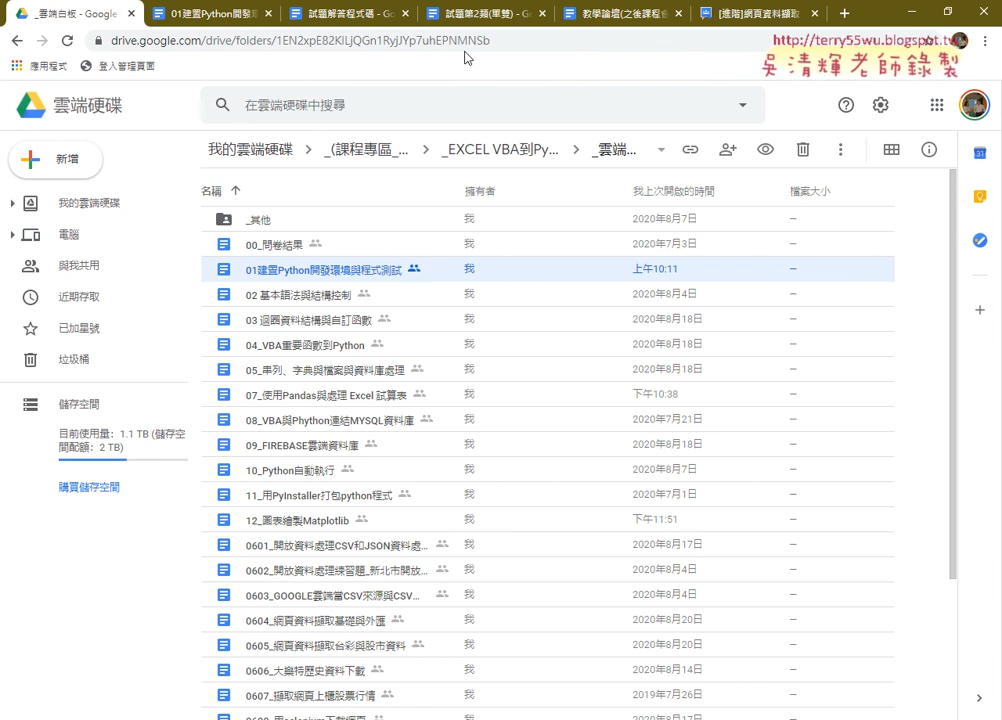 _雲端白板 - Google
01建置Python開發環
試題解答程式碼 - Go
試題第2類(單雙) - G
教學論壇(之後課程會
[進階]網頁資料擷取
drive.google.com/drive/folders/1EN2xpE82KlLjQGn1RyjJYp7uhEPNMNSb
http://terry55wu.blogspot.tw
吳清輝老師錄製
應用程式
登入管理頁面
雲端硬碟
在雲端硬碟中搜尋
新增
我的雲端硬碟
電腦
與我共用
近期存取
已加星號
垃圾桶
儲存空間
目前使用量: 1.1 TB (儲存空
間配額: 2 TB)
購買儲存空間
我的雲端硬碟 > _(課程專區_... > _EXCEL VBA到Py... > _雲端...
名稱 擁有者 我上次開啟的時間 檔案大小
_其他 我 2020年8月7日 –
00_問卷結果 我 2020年7月3日 –
01建置Python開發環境與程式測試 我 上午10:11 –
02 基本語法與結構控制 我 2020年8月4日 –
03 迴圈資料結構與自訂函數 我 2020年8月18日 –
04_VBA重要函數到Python 我 2020年8月18日 –
05_串列、字典與檔案與資料庫處理 我 2020年8月18日 –
07_使用Pandas與處理 Excel 試算表 我 下午10:38 –
08_VBA與Phython連結MYSQL資料庫 我 2020年7月21日 –
09_FIREBASE雲端資料庫 我 2020年8月18日 –
10_Python自動執行 我 2020年8月7日 –
11_用PyInstaller打包python程式 我 2020年7月1日 –
12_圖表繪製Matplotlib 我 下午11:51 –
0601_開放資料處理CSV和JSON資料處... 我 2020年8月17日 –
0602_開放資料處理練習題_新北市開放... 我 2020年8月4日 –
0603_GOOGLE雲端當CSV來源與CSV... 我 2020年8月4日 –
0604_網頁資料擷取基礎與外匯 我 2020年8月20日 –
0605_網頁資料擷取台彩與股市資料 我 2020年8月20日 –
0606_大樂特歷史資料下載 我 2020年8月14日 –
0607_擷取網頁上櫃股票行情 我 2019年7月26日 –
0608_用selenium下載網頁 我 2020年8月17日 –